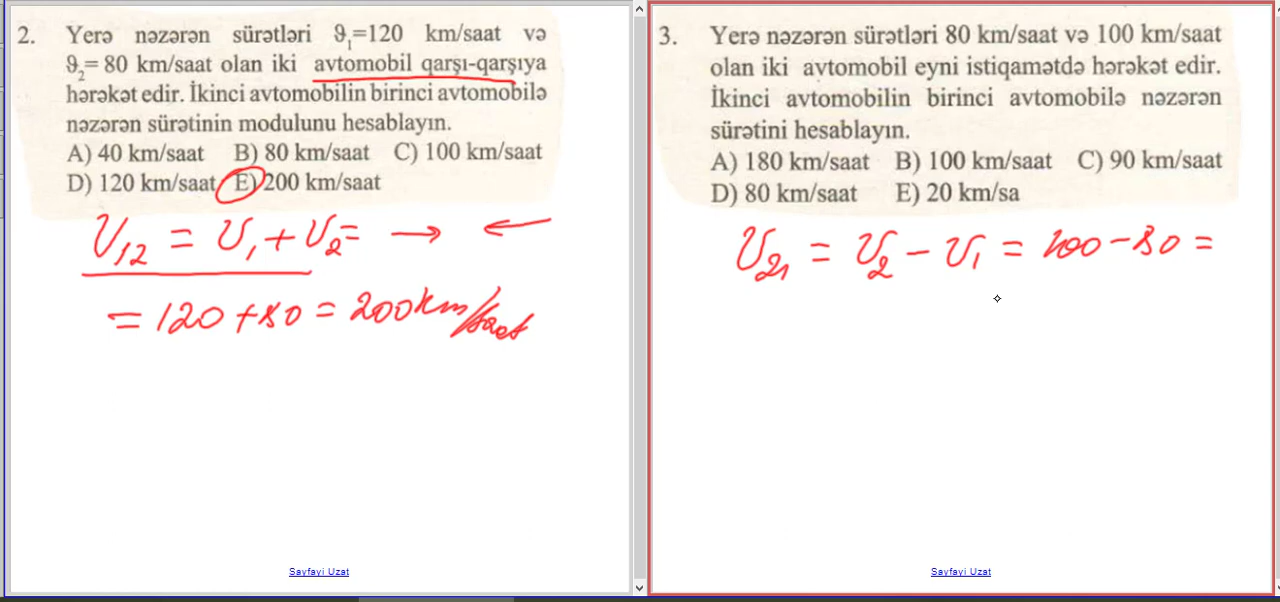 2. Yerə nəzərən sürətləri ϑ₁=120 km/saat və
ϑ₂= 80 km/saat olan iki avtomobil qarşı-qarşıya
hərəkət edir. İkinci avtomobilin birinci avtomobilə
nəzərən sürətinin modulunu hesablayın.
A) 40 km/saat B) 80 km/saat C) 100 km/saat
D) 120 km/saat E) 200 km/saat
V₁₂ = V₁ + V₂ = → ←
= 120 + 80 = 200 km/saat
Sayfayi Uzat
3. Yerə nəzərən sürətləri 80 km/saat və 100 km/saat
olan iki avtomobil eyni istiqamətdə hərəkət edir.
İkinci avtomobilin birinci avtomobilə nəzərən
sürətini hesablayın.
A) 180 km/saat B) 100 km/saat C) 90 km/saat
D) 80 km/saat E) 20 km/sa
V₂₁ = V₂ − V₁ = 100 − 80 =
Sayfayi Uzat